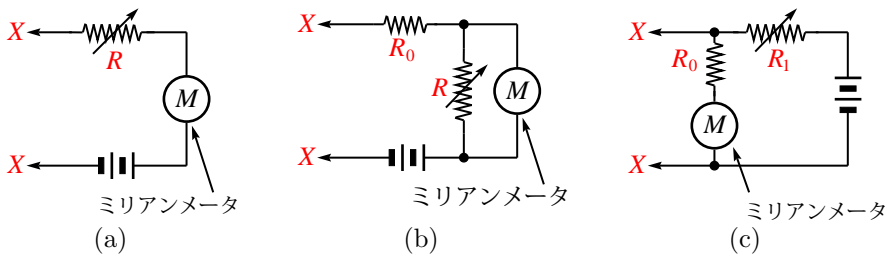 X R M X ミリアンメータ (a)
X R₀ R M X ミリアンメータ (b)
X R₀ R₁ M X ミリアンメータ (c)